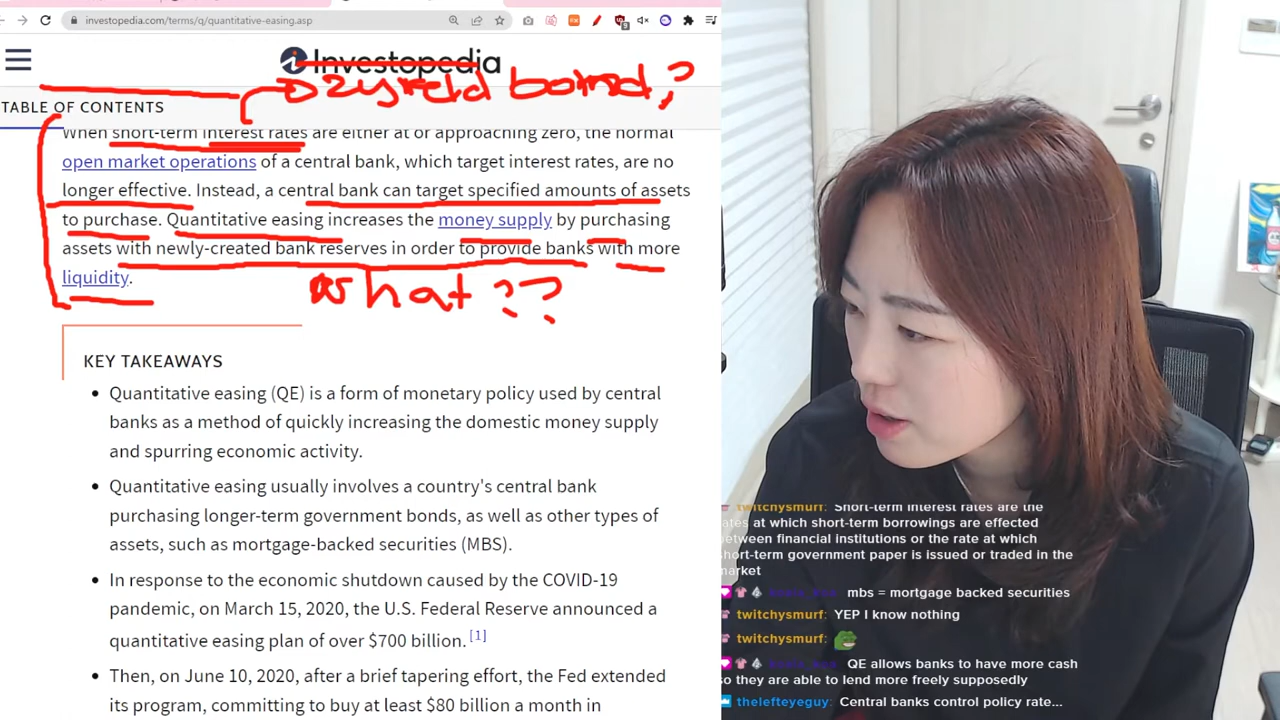 investopedia.com/terms/q/quantitative-easing.asp
Investopedia
bond?
TABLE OF CONTENTS
When short-term interest rates are either at or approaching zero, the normal
open market operations of a central bank, which target interest rates, are no
longer effective. Instead, a central bank can target specified amounts of assets
to purchase. Quantitative easing increases the money supply by purchasing
assets with newly-created bank reserves in order to provide banks with more
liquidity.
what??
KEY TAKEAWAYS
• Quantitative easing (QE) is a form of monetary policy used by central
banks as a method of quickly increasing the domestic money supply
and spurring economic activity.
• Quantitative easing usually involves a country's central bank
purchasing longer-term government bonds, as well as other types of
assets, such as mortgage-backed securities (MBS).
• In response to the economic shutdown caused by the COVID-19
pandemic, on March 15, 2020, the U.S. Federal Reserve announced a
quantitative easing plan of over $700 billion. [1]
• Then, on June 10, 2020, after a brief tapering effort, the Fed extended
its program, committing to buy at least $80 billion a month in
twitchysmurf: Short-term interest rates are the
rates at which short-term borrowings are effected
between financial institutions or the rate at which
short-term government paper is issued or traded in the
market
mbs = mortgage backed securities
twitchysmurf: YEP I know nothing
twitchysmurf:
QE allows banks to have more cash
so they are able to lend more freely supposedly
thelefteyeguy: Central banks control policy rate...